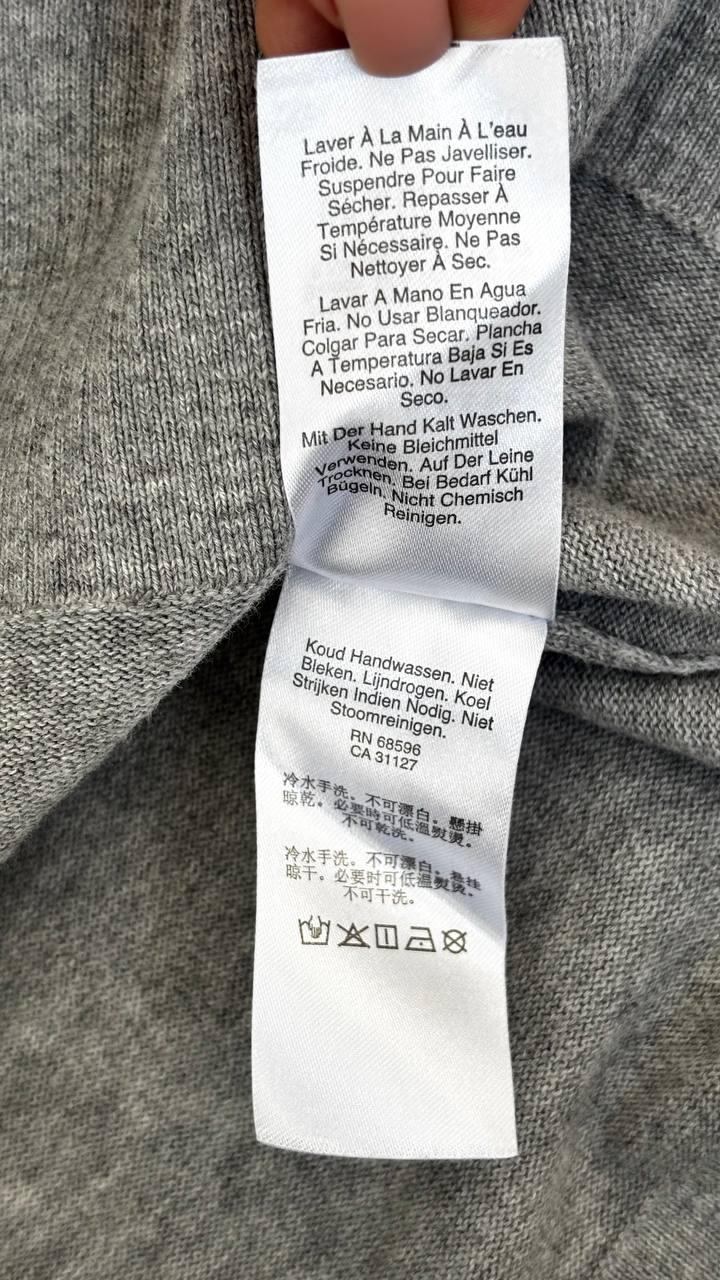 Laver À La Main À L'eau
Froide. Ne Pas Javelliser.
Suspendre Pour Faire
Sécher. Repasser À
Température Moyenne
Si Nécessaire. Ne Pas
Nettoyer À Sec.
Lavar A Mano En Agua
Fria. No Usar Blanqueador.
Colgar Para Secar. Plancha
A Temperatura Baja Si Es
Necesario. No Lavar En
Seco.
Mit Der Hand Kalt Waschen.
Keine Bleichmittel
Verwenden. Auf Der Leine
Trocknen. Bei Bedarf Kühl
Bügeln. Nicht Chemisch
Reinigen.
Koud Handwassen. Niet
Bleken. Lijndrogen. Koel
Strijken Indien Nodig. Niet
Stoomreinigen.
RN 68596
CA 31127
冷水手洗。不可漂白。懸掛
晾乾。必要時可低溫熨燙。
不可乾洗。
冷水手洗。不可漂白。悬挂
晾干。必要时可低温熨烫。
不可干洗。